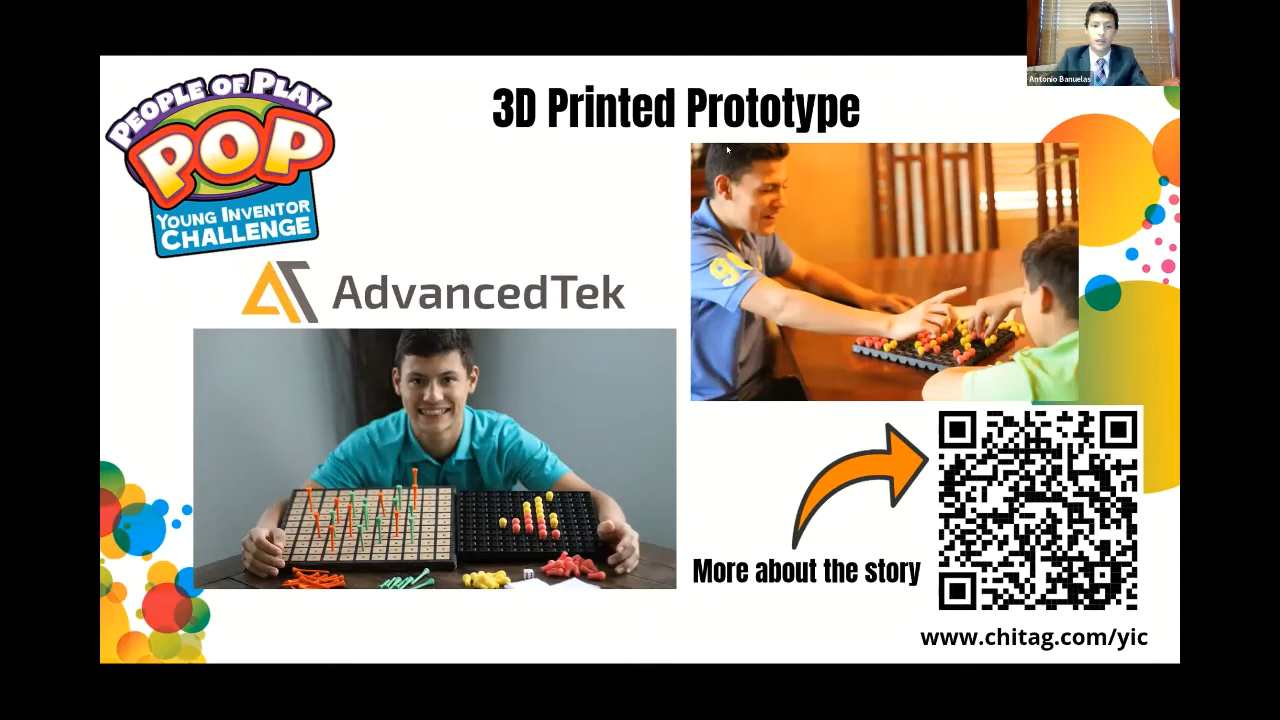 Antonio Banuelas
PEOPLE OF PLAY
POP
YOUNG INVENTOR
CHALLENGE
3D Printed Prototype
AdvancedTek
More about the story
www.chitag.com/yic